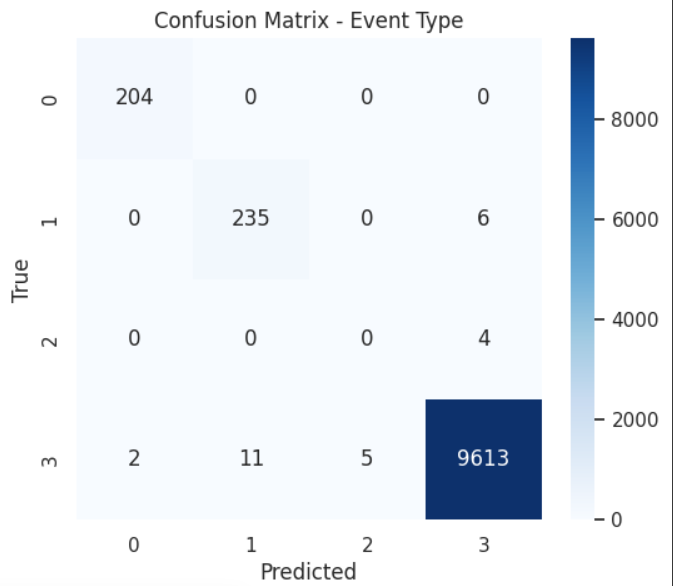 Confusion Matrix - Event Type
0 204 0 0 0
1 0 235 0 6
2 0 0 0 4
3 2 11 5 9613
0 1 2 3
True
Predicted
8000
6000
4000
2000
0